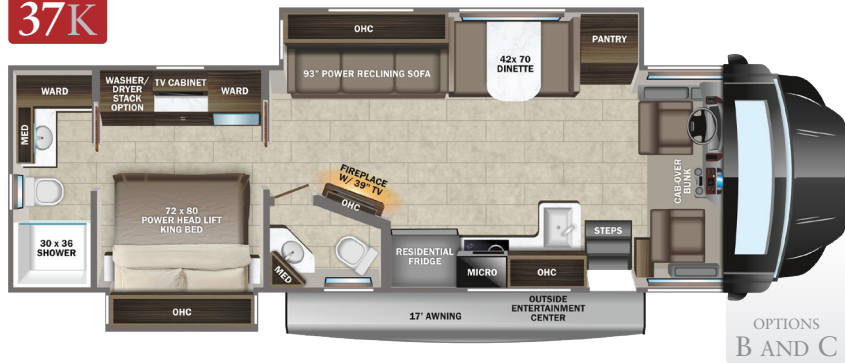 37K
OHC
93" POWER RECLINING SOFA
42x 70
DINETTE
PANTRY
WARD
WASHER/
DRYER
STACK
OPTION
TV CABINET
WARD
MED
FIREPLACE
W/ 39" TV
OHC
CAB-OVER
BUNK
72 x 80
POWER HEAD LIFT
KING BED
30 x 36
SHOWER
MED
RESIDENTIAL
FRIDGE
MICRO
OHC
STEPS
OHC
17' AWNING
OUTSIDE
ENTERTAINMENT
CENTER
OPTIONS
B AND C